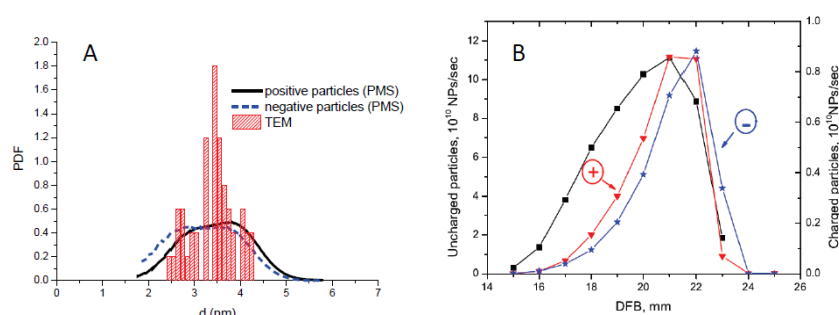 A
PDF
2.0
1.8
1.6
1.4
1.2
1.0
0.8
0.6
0.4
0.2
0.0
positive particles (PMS)
negative particles (PMS)
TEM
0 1 2 3 4 5 6 7
d (nm)
B
Uncharged particles, 10¹⁰ NPs/sec
12
10
8
6
4
2
0
+
-
1.0
0.8
0.6
0.4
0.2
0.0
Charged particles, 10¹⁰NPs/sec
14 16 18 20 22 24 26
DFB, mm